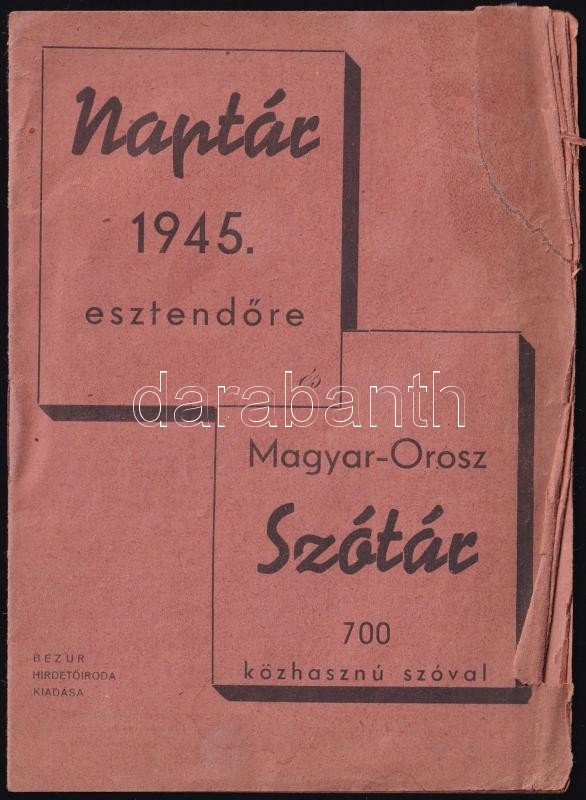 Naptár
1945.
esztendőre
és
darabanth
Magyar-Orosz
Szótár
700
közhasznú szóval
BEZUR
HIRDETŐIRODA
KIADÁSA